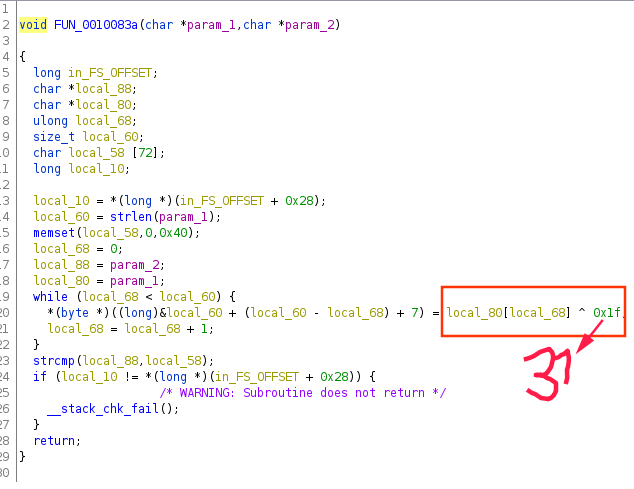 1
2 void FUN_0010083a(char *param_1,char *param_2)
3
4 {
5 long in_FS_OFFSET;
6 char *local_88;
7 char *local_80;
8 ulong local_68;
9 size_t local_60;
10 char local_58 [72];
11 long local_10;
12
13 local_10 = *(long *)(in_FS_OFFSET + 0x28);
14 local_60 = strlen(param_1);
15 memset(local_58,0,0x40);
16 local_68 = 0;
17 local_88 = param_2;
18 local_80 = param_1;
19 while (local_68 < local_60) {
20 *(byte *)((long)&local_60 + (local_60 - local_68) + 7) = local_80[local_68] ^ 0x1f
21 local_68 = local_68 + 1;
22 }
23 strcmp(local_88,local_58);
24 if (local_10 != *(long *)(in_FS_OFFSET + 0x28)) {
25 /* WARNING: Subroutine does not return */
26 __stack_chk_fail();
27 }
28 return;
29 }
30
31